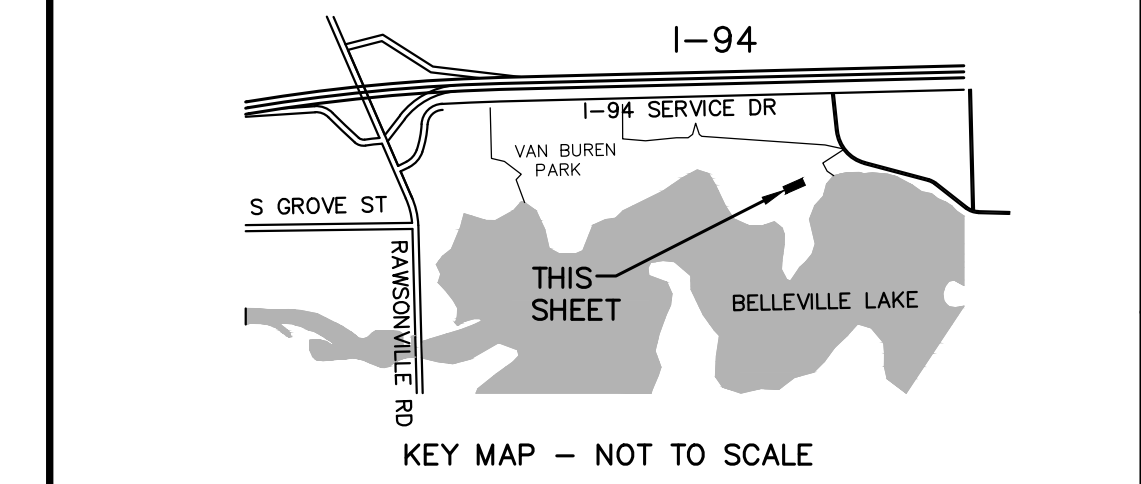 I-94
I-94 SERVICE DR
VAN BUREN
PARK
S GROVE ST
RAWSONVILLE RD
THIS
SHEET
BELLEVILLE LAKE
KEY MAP - NOT TO SCALE